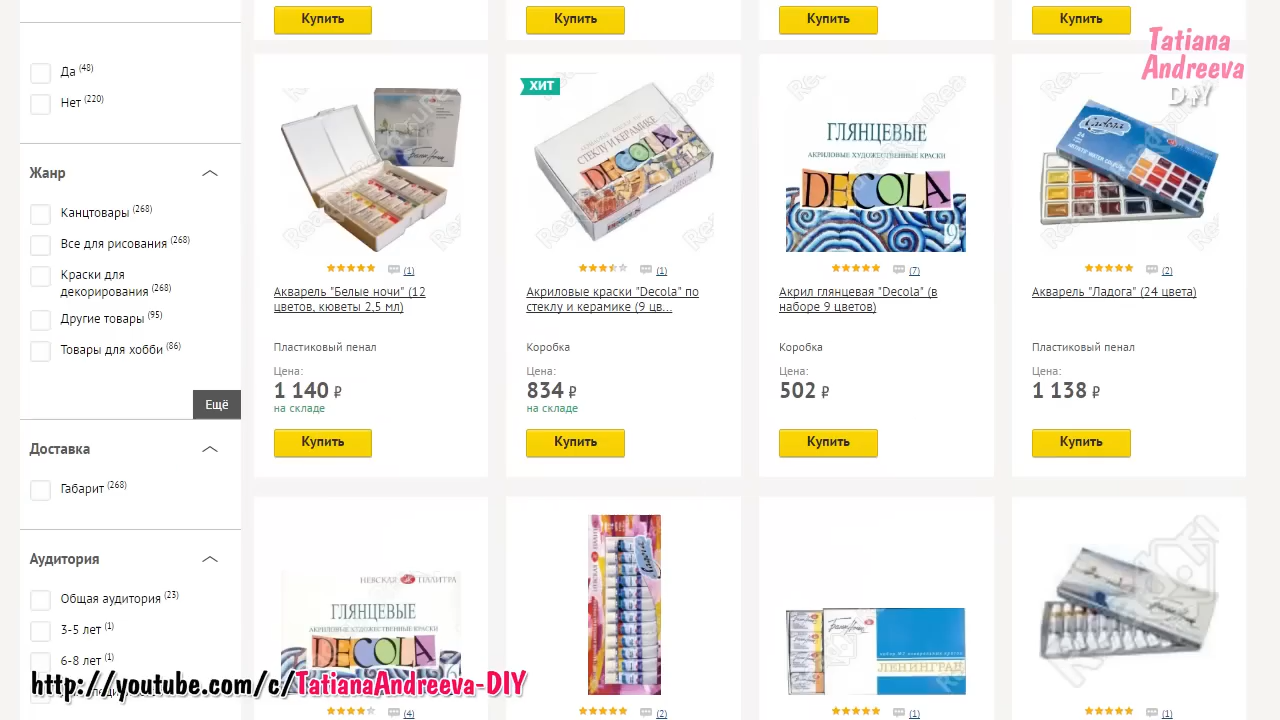 Купить
Купить
Купить
Купить
Tatiana
Andreeva
DIY
Да (48)
Нет (220)
Жанр
Канцтовары (268)
Все для рисования (268)
Краски для
декорирования (268)
Другие товары (95)
Товары для хобби (86)
Ещё
Доставка
Габарит (268)
Аудитория
Общая аудитория (23)
3-5 лет (1)
6-8 лет (1)
ХИТ
СТЕКЛУ И КЕРАМИКЕ
DECOLA
ГЛЯНЦЕВЫЕ
АКРИЛОВЫЕ ХУДОЖЕСТВЕННЫЕ КРАСКИ
DECOLA
9
Ladoga
(1)
(1)
(7)
(2)
Акварель "Белые ночи" (12
цветов, кюветы 2,5 мл)
Акриловые краски "Decola" по
стеклу и керамике (9 цв...
Акрил глянцевая "Decola" (в
наборе 9 цветов)
Акварель "Ладога" (24 цвета)
Пластиковый пенал
Коробка
Коробка
Пластиковый пенал
Цена:
Цена:
Цена:
Цена:
1 140 ₽
834 ₽
502 ₽
1 138 ₽
на складе
на складе
Купить
Купить
Купить
Купить
НЕВСКАЯ ПАЛИТРА
ГЛЯНЦЕВЫЕ
АКРИЛОВЫЕ ХУДОЖЕСТВЕННЫЕ КРАСКИ
DECOLA
ЛЕНИНГРАД
http://youtube.com/c/TatianaAndreeva-DIY
(4)
(2)
(1)
(1)